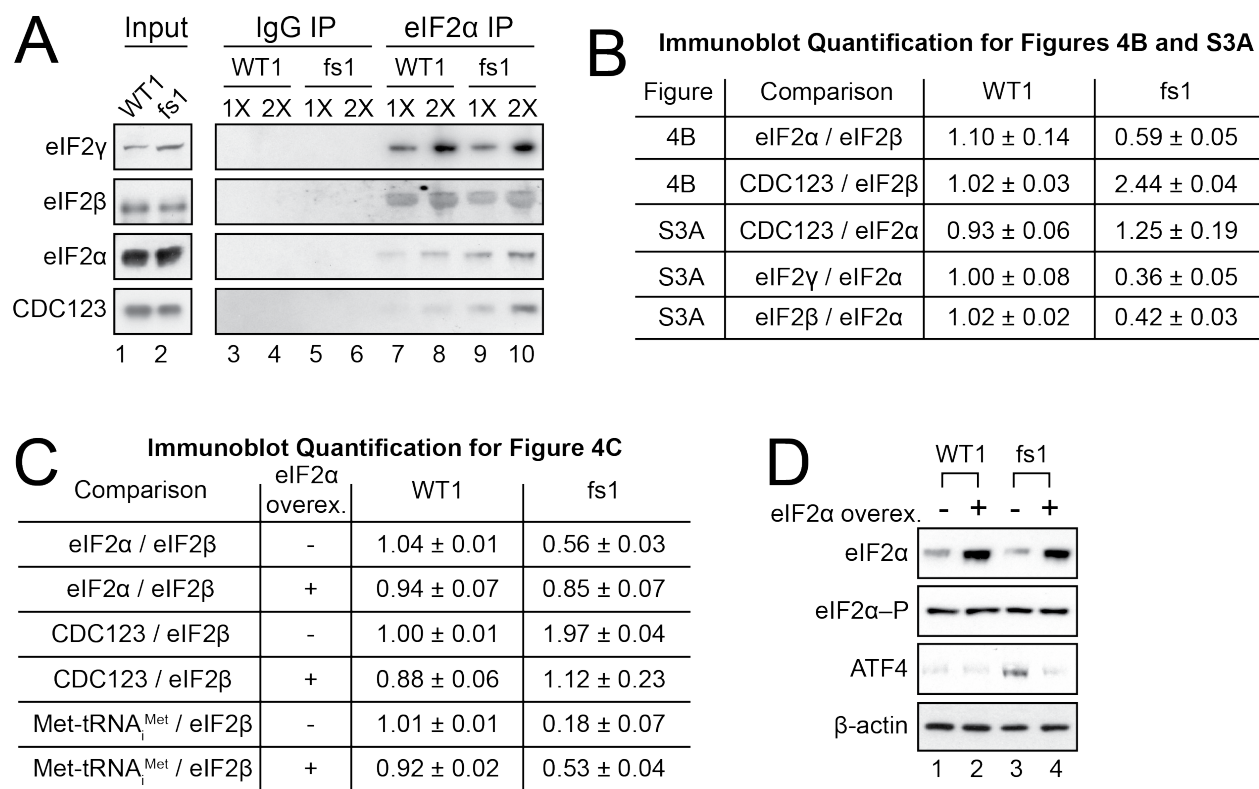 A
Input IgG IP eIF2α IP
WT1 fs1 WT1 fs1
WT1 fs1 1X 2X 1X 2X 1X 2X 1X 2X
eIF2γ
eIF2β
eIF2α
CDC123
1 2 3 4 5 6 7 8 9 10
B
Immunoblot Quantification for Figures 4B and S3A
Figure Comparison WT1 fs1
4B eIF2α / eIF2β 1.10 ± 0.14 0.59 ± 0.05
4B CDC123 / eIF2β 1.02 ± 0.03 2.44 ± 0.04
S3A CDC123 / eIF2α 0.93 ± 0.06 1.25 ± 0.19
S3A eIF2γ / eIF2α 1.00 ± 0.08 0.36 ± 0.05
S3A eIF2β / eIF2α 1.02 ± 0.02 0.42 ± 0.03
C
Immunoblot Quantification for Figure 4C
Comparison eIF2α overex. WT1 fs1
eIF2α / eIF2β - 1.04 ± 0.01 0.56 ± 0.03
eIF2α / eIF2β + 0.94 ± 0.07 0.85 ± 0.07
CDC123 / eIF2β - 1.00 ± 0.01 1.97 ± 0.04
CDC123 / eIF2β + 0.88 ± 0.06 1.12 ± 0.23
Met-tRNAiMet / eIF2β - 1.01 ± 0.01 0.18 ± 0.07
Met-tRNAiMet / eIF2β + 0.92 ± 0.02 0.53 ± 0.04
D
WT1 fs1
eIF2α overex. - + - +
eIF2α
eIF2α–P
ATF4
β-actin
1 2 3 4